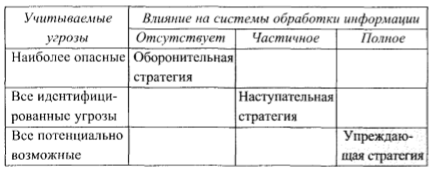 Учитываемые угрозы | Влияние на системы обработки информации
Отсутствует | Частичное | Полное
Наиболее опасные | Оборонительная стратегия
Все идентифици-рованные угрозы | Наступательная стратегия
Все потенциально возможные | Упреждаю-щая стратегия